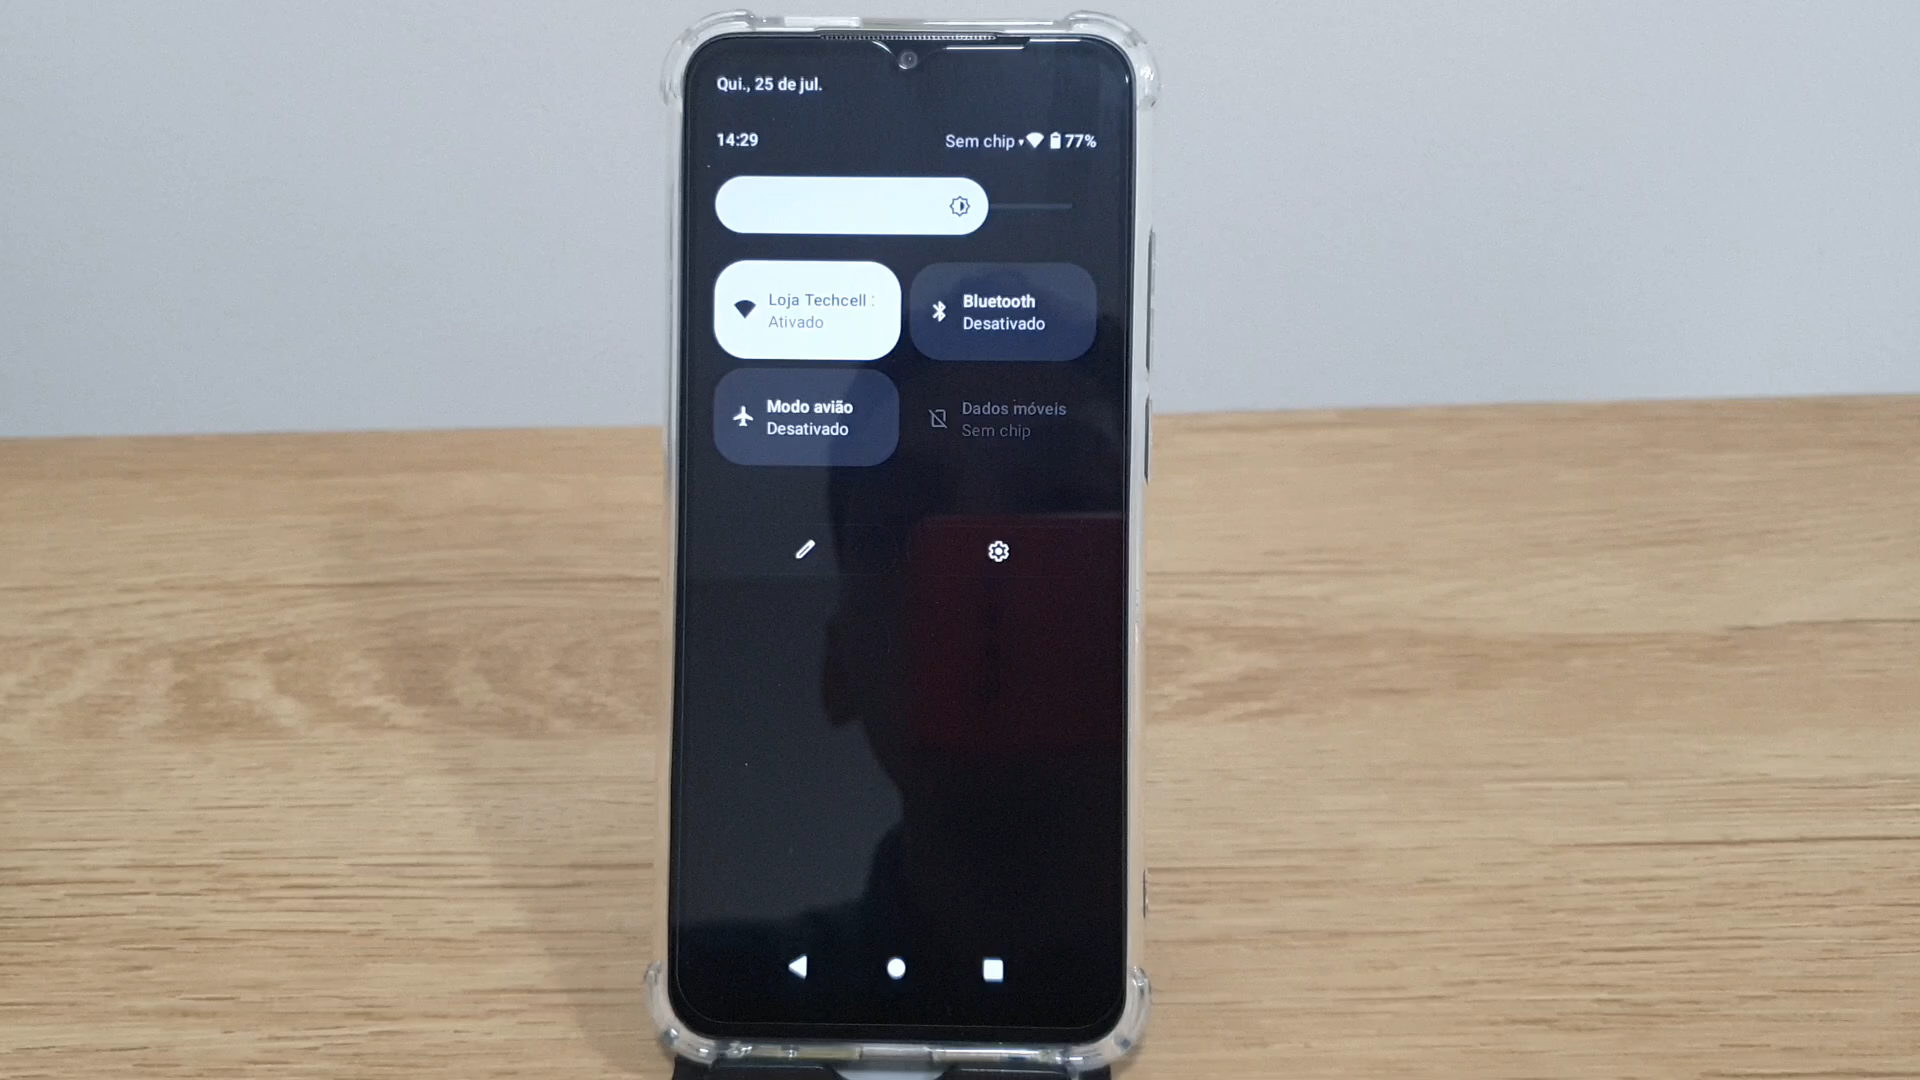 Qui., 25 de jul.
14:29
Sem chip
77%
Loja Techcell
Ativado
Bluetooth
Desativado
Modo avião
Desativado
Dados móveis
Sem chip